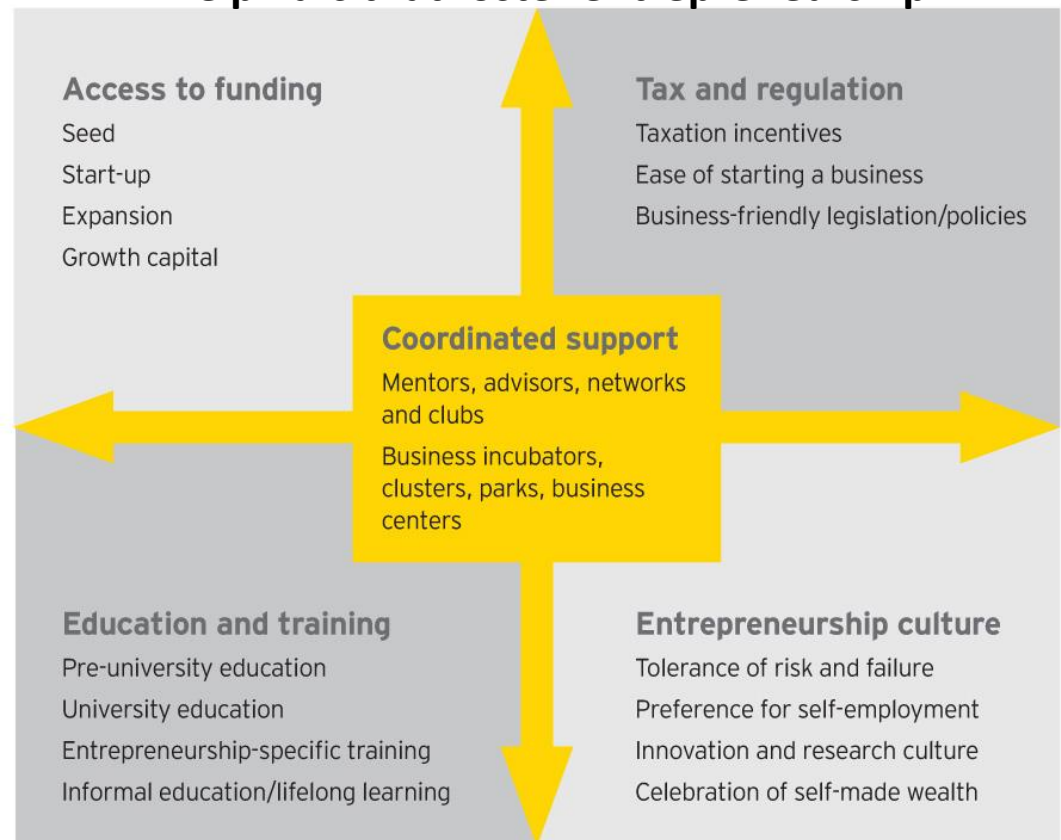 Access to funding
Seed
Start-up
Expansion
Growth capital
Tax and regulation
Taxation incentives
Ease of starting a business
Business-friendly legislation/policies
Coordinated support
Mentors, advisors, networks
and clubs
Business incubators,
clusters, parks, business
centers
Education and training
Pre-university education
University education
Entrepreneurship-specific training
Informal education/lifelong learning
Entrepreneurship culture
Tolerance of risk and failure
Preference for self-employment
Innovation and research culture
Celebration of self-made wealth